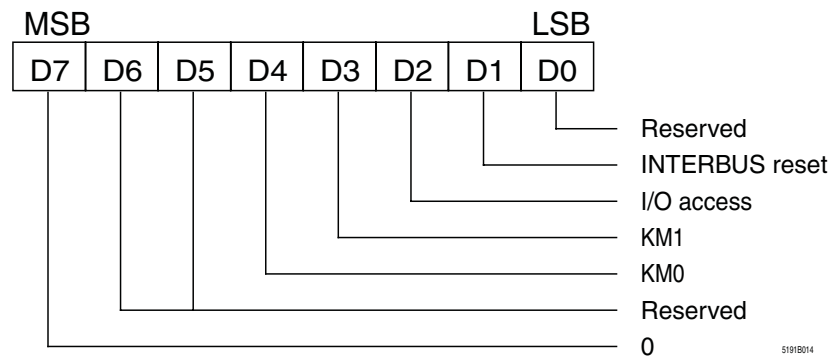 MSB LSB
D7 D6 D5 D4 D3 D2 D1 D0
Reserved
INTERBUS reset
I/O access
KM1
KM0
Reserved
0
5191B014